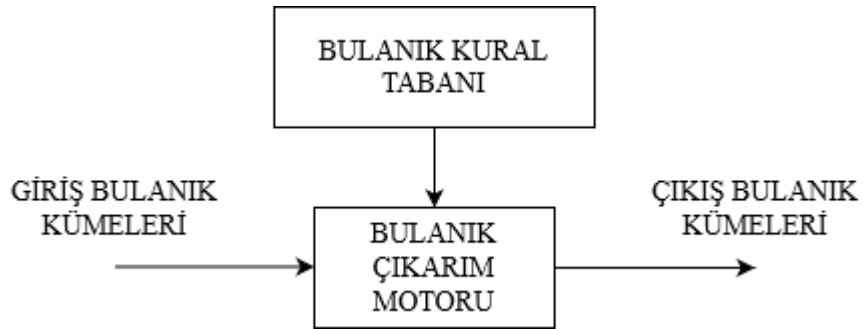 BULANIK KURAL
TABANI
GİRİŞ BULANIK
KÜMELERİ
BULANIK
ÇIKARIM
MOTORU
ÇIKIŞ BULANIK
KÜMELERİ